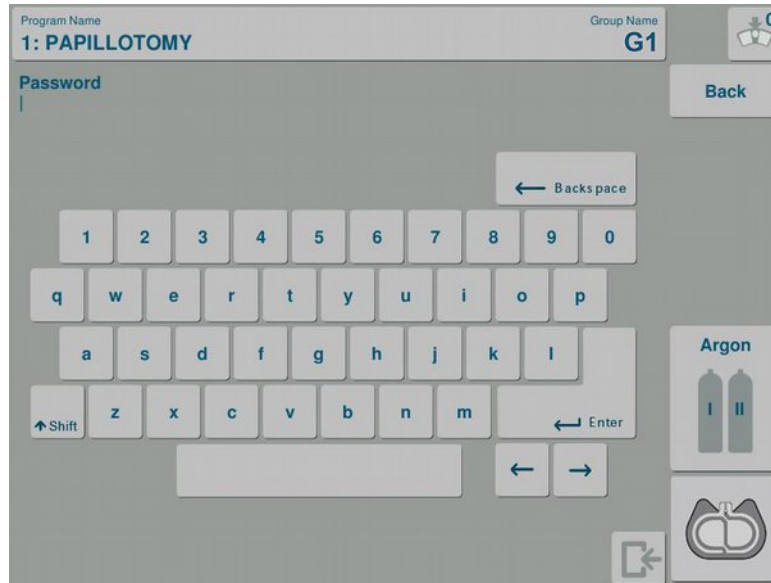 Program Name
Group Name
1: PAPILLOTOMY
G1
Password
Back
Backspace
1 2 3 4 5 6 7 8 9 0
q w e r t y u i o p
a s d f g h j k l
Argon
I II
Shift z x c v b n m Enter